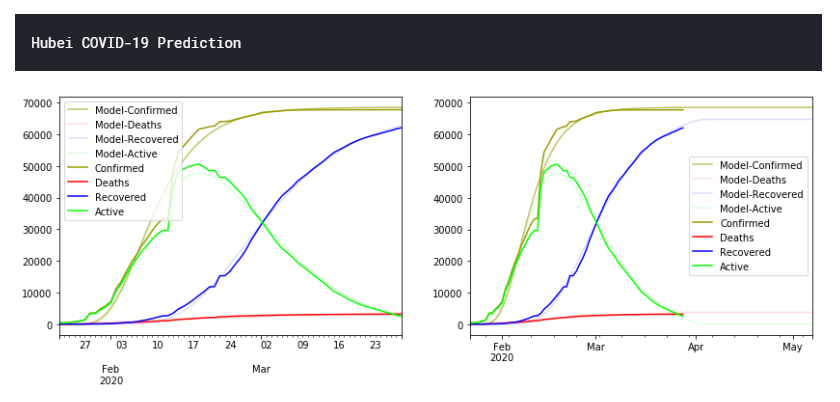 Hubei COVID-19 Prediction
70000
60000
50000
40000
30000
20000
10000
0
Model-Confirmed
Model-Deaths
Model-Recovered
Model-Active
Confirmed
Deaths
Recovered
Active
27 03 10 17 24 02 09 16 23
Feb Mar
2020
70000
60000
50000
40000
30000
20000
10000
0
Model-Confirmed
Model-Deaths
Model-Recovered
Model-Active
Confirmed
Deaths
Recovered
Active
Feb Mar Apr May
2020